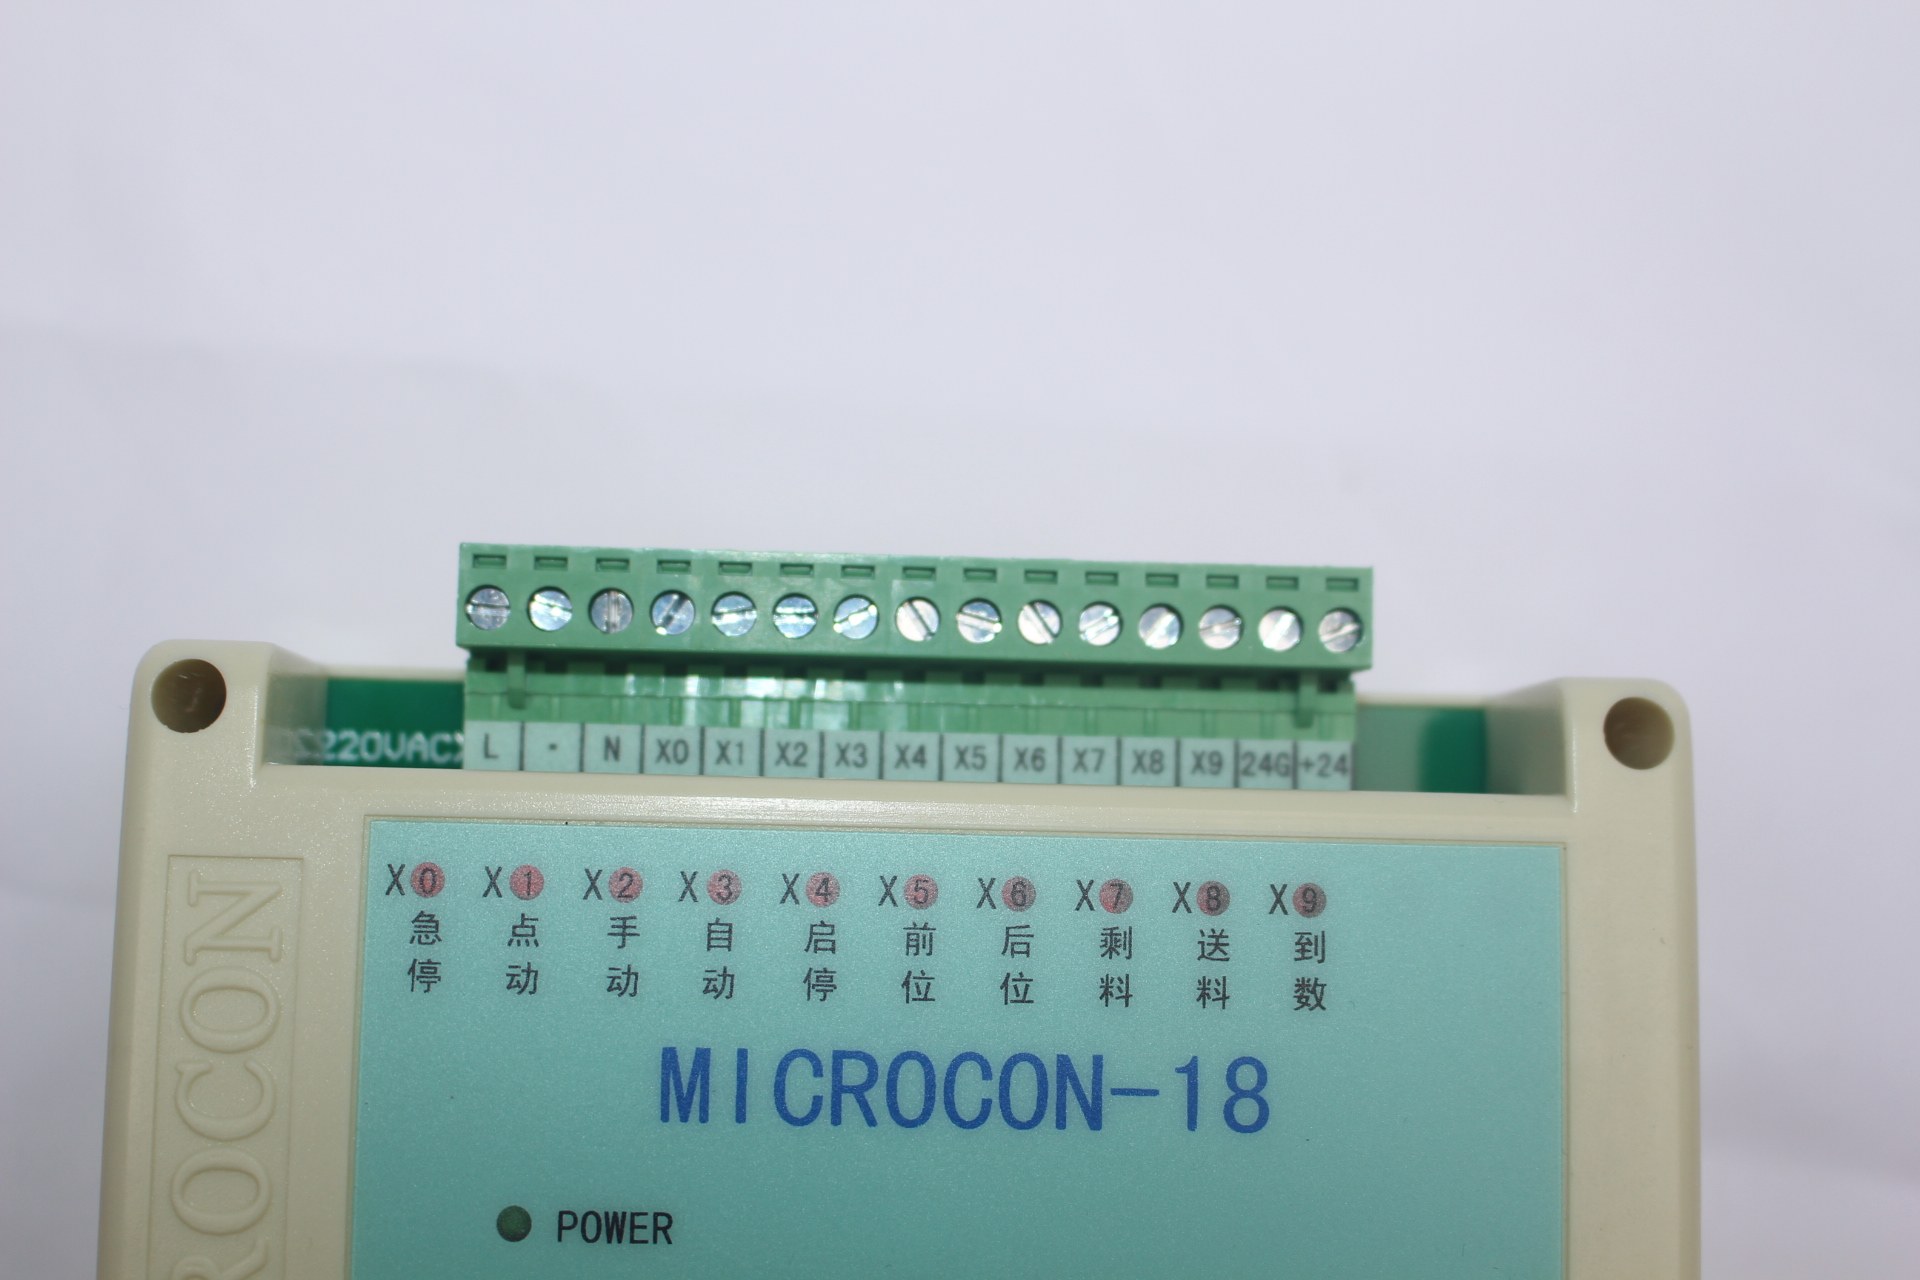 220VAC
L · N X0 X1 X2 X3 X4 X5 X6 X7 X8 X9 24G +24
X0 X1 X2 X3 X4 X5 X6 X7 X8 X9
急停 点动 手动 自动 启停 前位 后位 剩料 送料 到数
MICROCON-18
POWER
ROCON